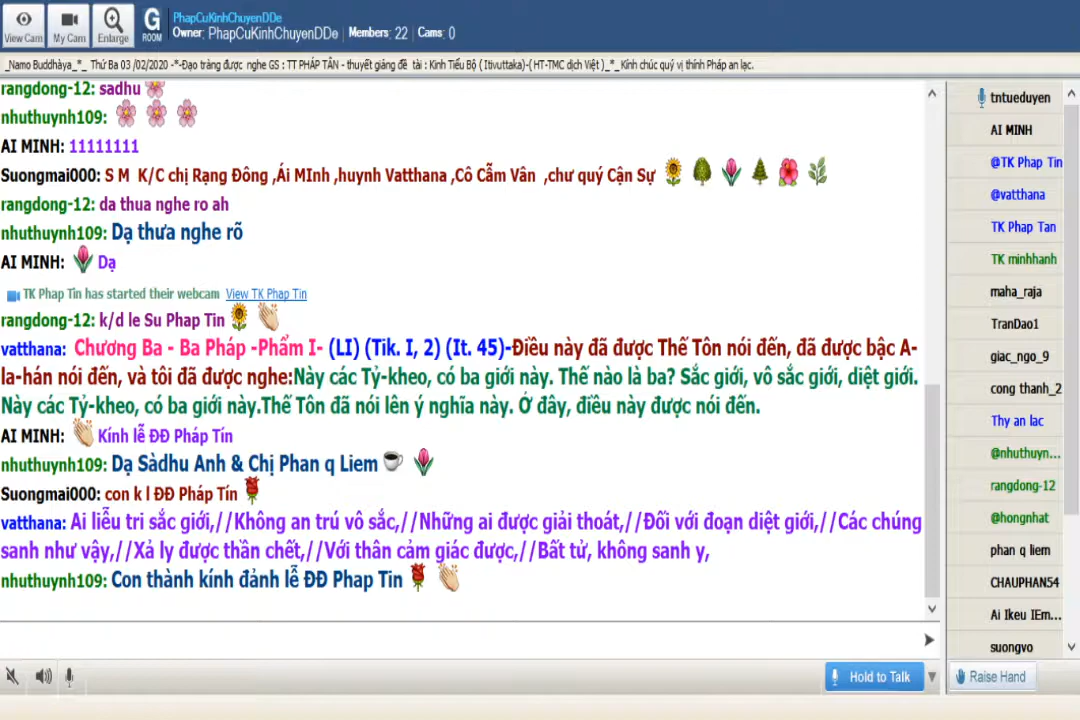 PhapCuKinhChuyenDDe
Owner: PhapCuKinhChuyenDDe | Members: 22 | Cams: 0
View Cam My Cam Enlarge G ROOM
_Namo Buddhàya_*_ Thứ Ba 03 /02/2020 -*-Đạo tràng được nghe GS : TT PHÁP TÂN - thuyết giảng đề tài : Kinh Tiểu Bộ ( Itivuttaka)-( HT-TMC dịch Việt )_*_Kính chúc quý vị thính Pháp an lạc.
rangdong-12: sadhu
nhuthuynh109:
AI MINH: 11111111
Suongmai000: S M K/C chị Rạng Đông ,Ái MInh ,huynh Vatthana ,Cô Cẩm Vân ,chư quý Cận Sự
rangdong-12: da thua nghe ro ah
nhuthuynh109: Dạ thưa nghe rõ
AI MINH: Dạ
TK Phap Tin has started their webcam View TK Phap Tin
rangdong-12: k/d le Su Phap Tin
vatthana: Chương Ba - Ba Pháp -Phẩm I- (LI) (Tik. I, 2) (It. 45)-Điều này đã được Thế Tôn nói đến, đã được bậc A-
la-hán nói đến, và tôi đã được nghe:Này các Tỷ-kheo, có ba giới này. Thế nào là ba? Sắc giới, vô sắc giới, diệt giới.
Này các Tỷ-kheo, có ba giới này.Thế Tôn đã nói lên ý nghĩa này. Ở đây, điều này được nói đến.
AI MINH: Kính lễ ĐĐ Pháp Tín
nhuthuynh109: Dạ Sàdhu Anh & Chị Phan q Liem
Suongmai000: con k l ĐĐ Pháp Tín
vatthana: Ai liễu tri sắc giới,//Không an trú vô sắc,//Những ai được giải thoát,//Đối với đoạn diệt giới,//Các chúng
sanh như vậy,//Xả ly được thần chết,//Với thân cảm giác được,//Bất tử, không sanh y,
nhuthuynh109: Con thành kính đảnh lễ ĐĐ Phap Tin
tntueduyen
AI MINH
@TK Phap Tin
@vatthana
TK Phap Tan
TK minhhanh
maha_raja
TranDao1
giac_ngo_9
cong thanh_2
Thy an lac
@nhuthuyn...
rangdong-12
@hongnhat
phan q liem
CHAUPHAN54
Ai Ikeu IEm...
suongvo
Hold to Talk
Raise Hand